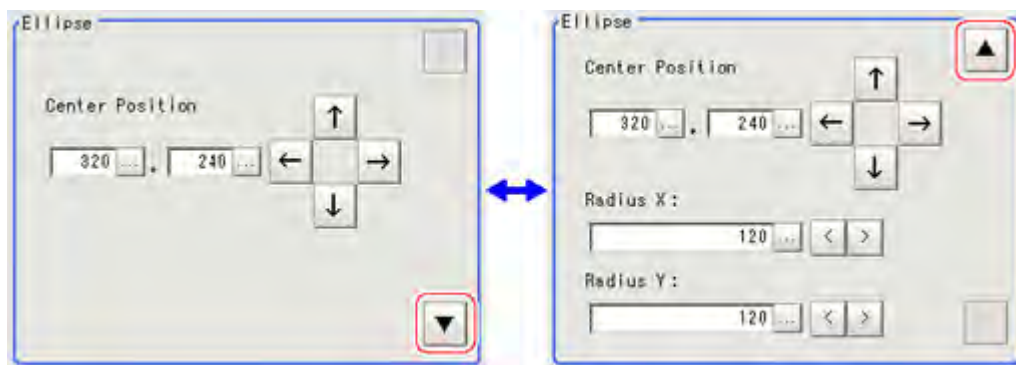 Ellipse
Center Position
320 ... , 240 ... ← ↑ → ↓
▼
Ellipse
▲
Center Position
320 ... , 240 ... ← ↑ → ↓
Radius X:
120 ... < >
Radius Y:
120 ... < >